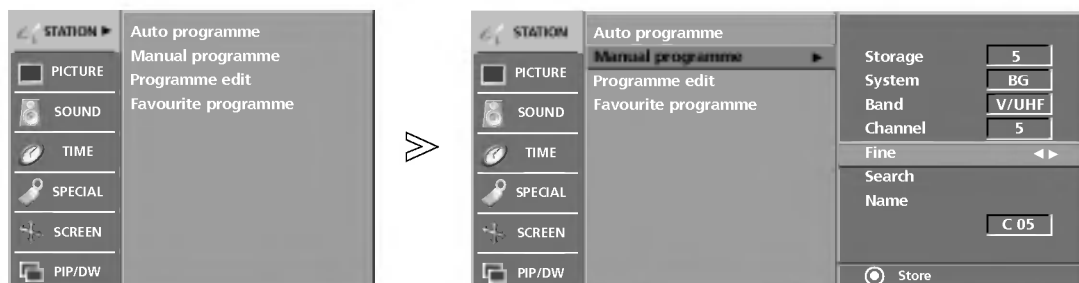 STATION
PICTURE
SOUND
TIME
SPECIAL
SCREEN
PIP/DW
Auto programme
Manual programme
Programme edit
Favourite programme
STATION
PICTURE
SOUND
TIME
SPECIAL
SCREEN
PIP/DW
Auto programme
Manual programme
Programme edit
Favourite programme
Storage 5
System BG
Band V/UHF
Channel 5
Fine
Search
Name
C 05
Store